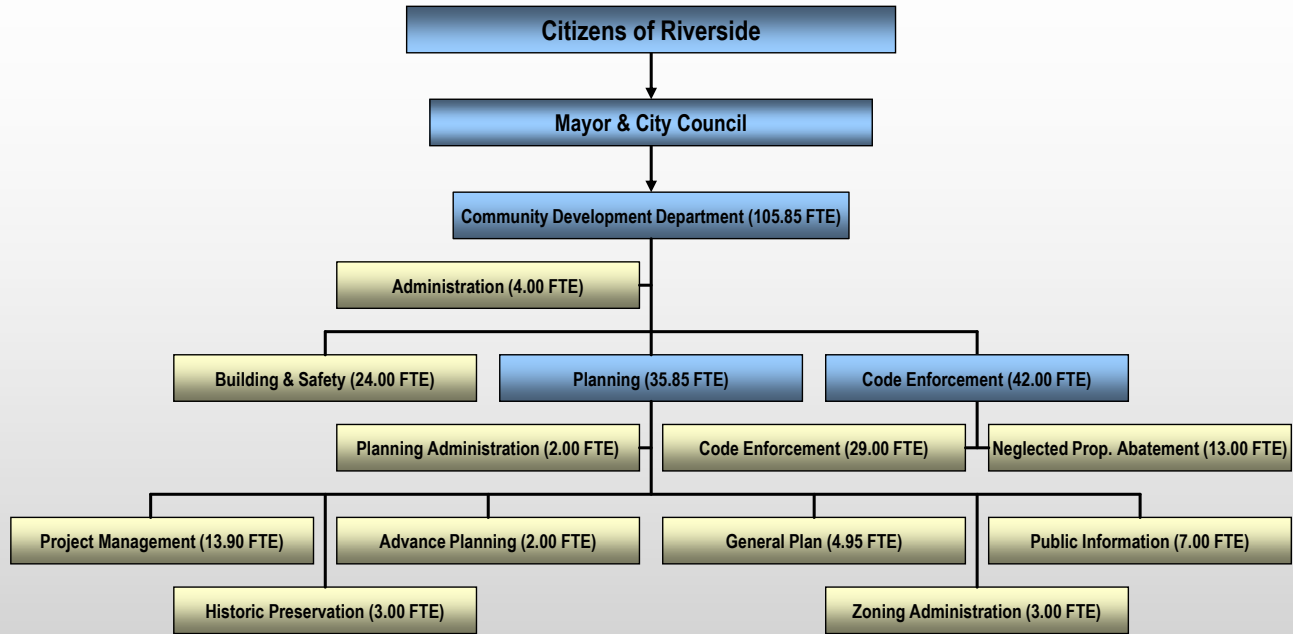 Citizens of Riverside
Mayor & City Council
Community Development Department (105.85 FTE)
Administration (4.00 FTE)
Building & Safety (24.00 FTE)
Planning (35.85 FTE)
Code Enforcement (42.00 FTE)
Planning Administration (2.00 FTE)
Code Enforcement (29.00 FTE)
Neglected Prop. Abatement (13.00 FTE)
Project Management (13.90 FTE)
Advance Planning (2.00 FTE)
General Plan (4.95 FTE)
Public Information (7.00 FTE)
Historic Preservation (3.00 FTE)
Zoning Administration (3.00 FTE)